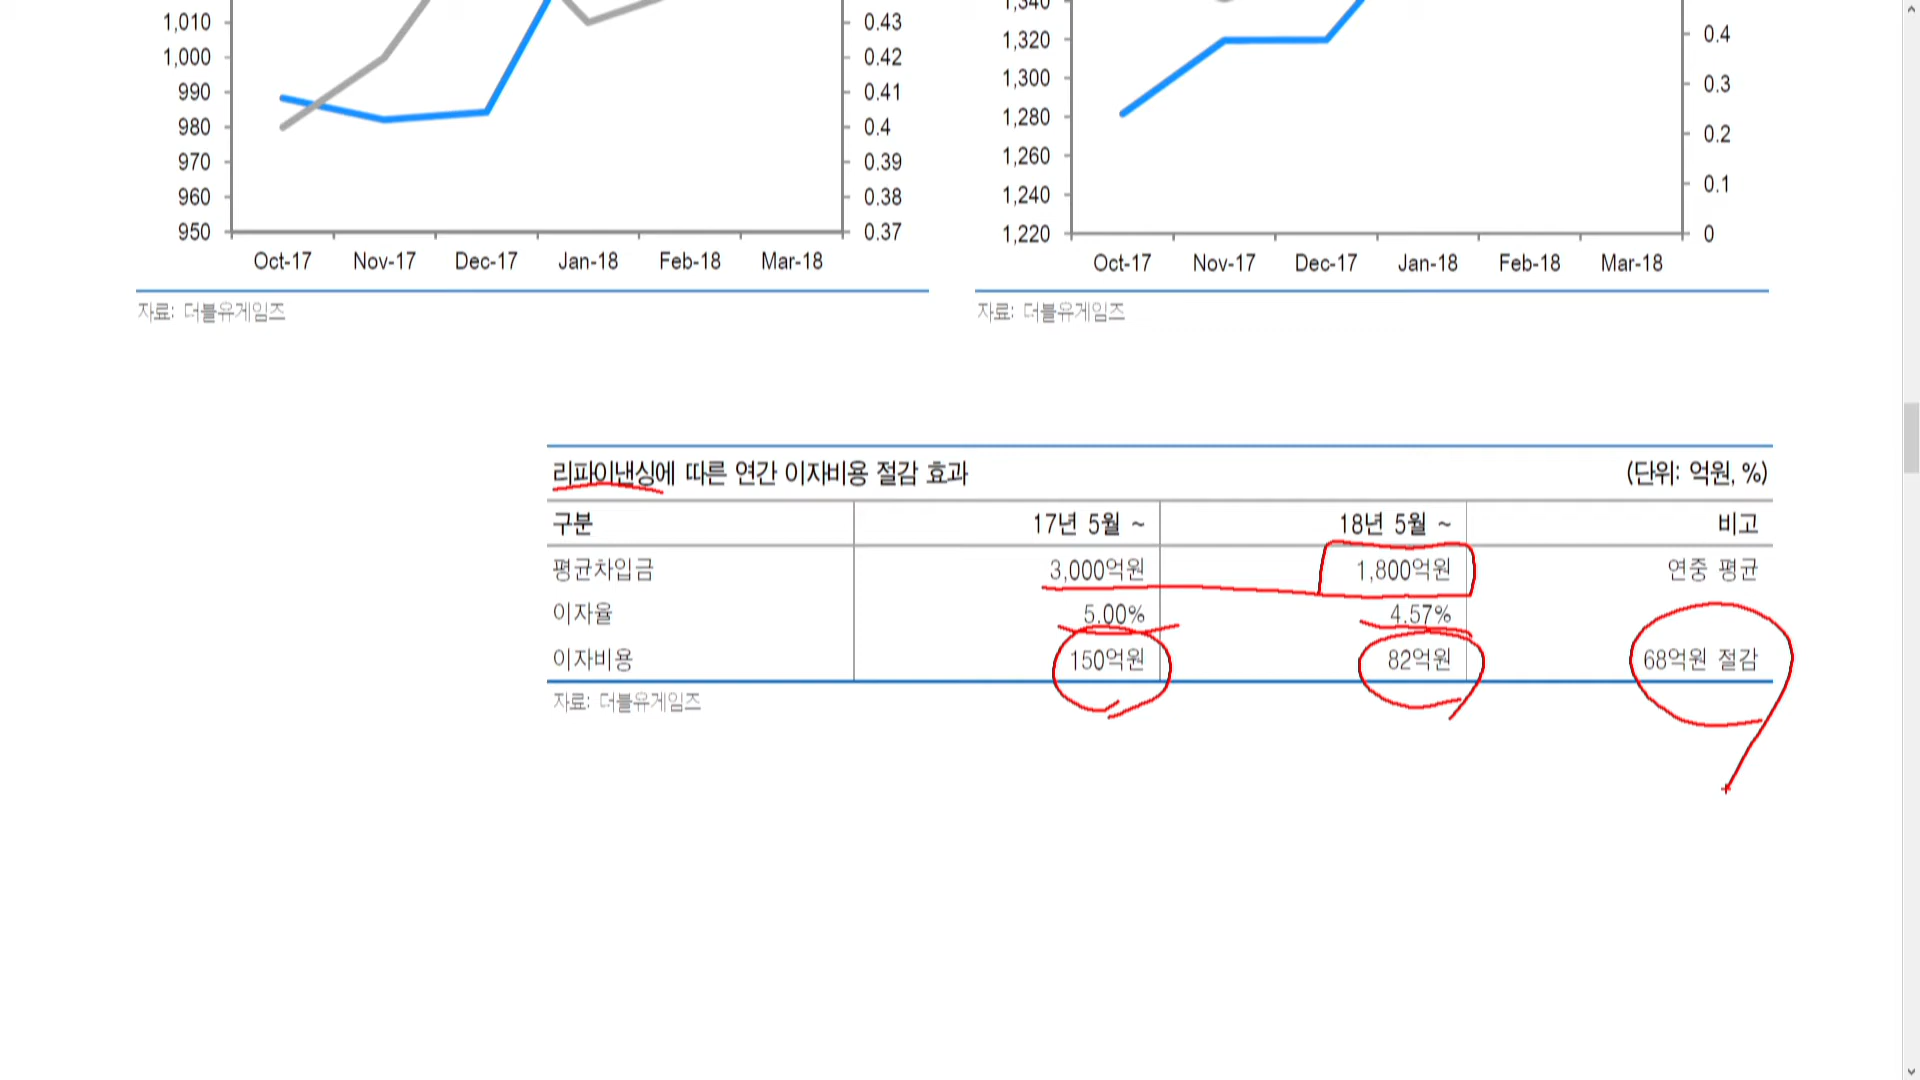 1,010
1,000
990
980
970
960
950
0.43
0.42
0.41
0.4
0.39
0.38
0.37
Oct-17 Nov-17 Dec-17 Jan-18 Feb-18 Mar-18
자료: 더블유게임즈
1,340
1,320
1,300
1,280
1,260
1,240
1,220
0.4
0.3
0.2
0.1
0
Oct-17 Nov-17 Dec-17 Jan-18 Feb-18 Mar-18
자료: 더블유게임즈
리파이낸싱에 따른 연간 이자비용 절감 효과 (단위: 억원, %)
구분 17년 5월 ~ 18년 5월 ~ 비고
평균차입금 3,000억원 1,800억원 연중 평균
이자율 5.00% 4.57%
이자비용 150억원 82억원 68억원 절감
자료: 더블유게임즈